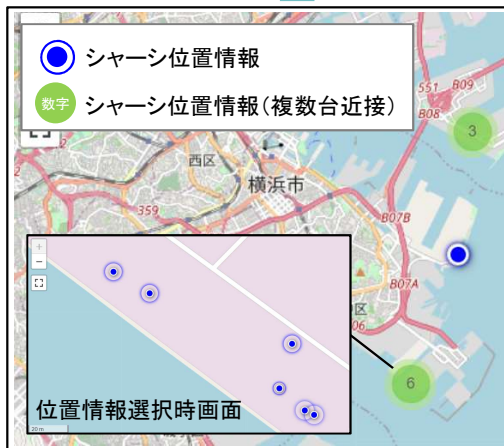 シャーシ位置情報
数字 シャーシ位置情報(複数台近接)
551
B09
B08
3
西区
横浜市
359
B07B
B07A
区
06
6
+
−
位置情報選択時画面
20 m